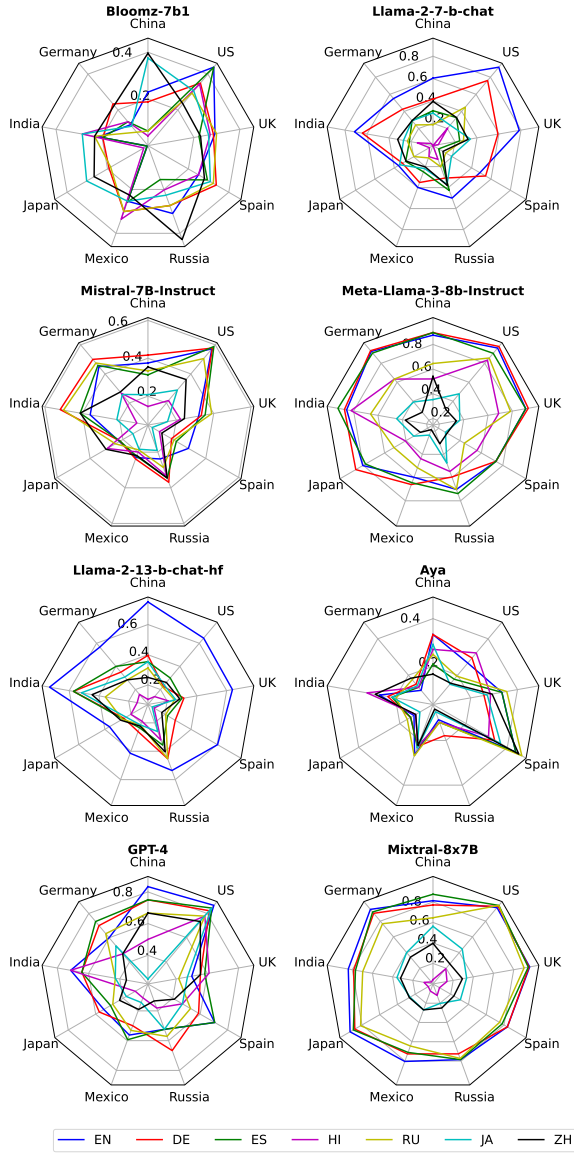 Bloomz-7b1
China
US
UK
Spain
Russia
Mexico
Japan
India
Germany
0.2
0.4
Llama-2-7-b-chat
China
US
UK
Spain
Russia
Mexico
Japan
India
Germany
0.2
0.4
0.6
0.8
Mistral-7B-Instruct
China
US
UK
Spain
Russia
Mexico
Japan
India
Germany
0.2
0.4
0.6
Meta-Llama-3-8b-Instruct
China
US
UK
Spain
Russia
Mexico
Japan
India
Germany
0.2
0.4
0.6
0.8
Llama-2-13-b-chat-hf
China
US
UK
Spain
Russia
Mexico
Japan
India
Germany
0.2
0.4
0.6
Aya
China
US
UK
Spain
Russia
Mexico
Japan
India
Germany
0.2
0.4
GPT-4
China
US
UK
Spain
Russia
Mexico
Japan
India
Germany
0.4
0.6
0.8
Mixtral-8x7B
China
US
UK
Spain
Russia
Mexico
Japan
India
Germany
0.2
0.4
0.6
0.8
EN DE ES HI RU JA ZH